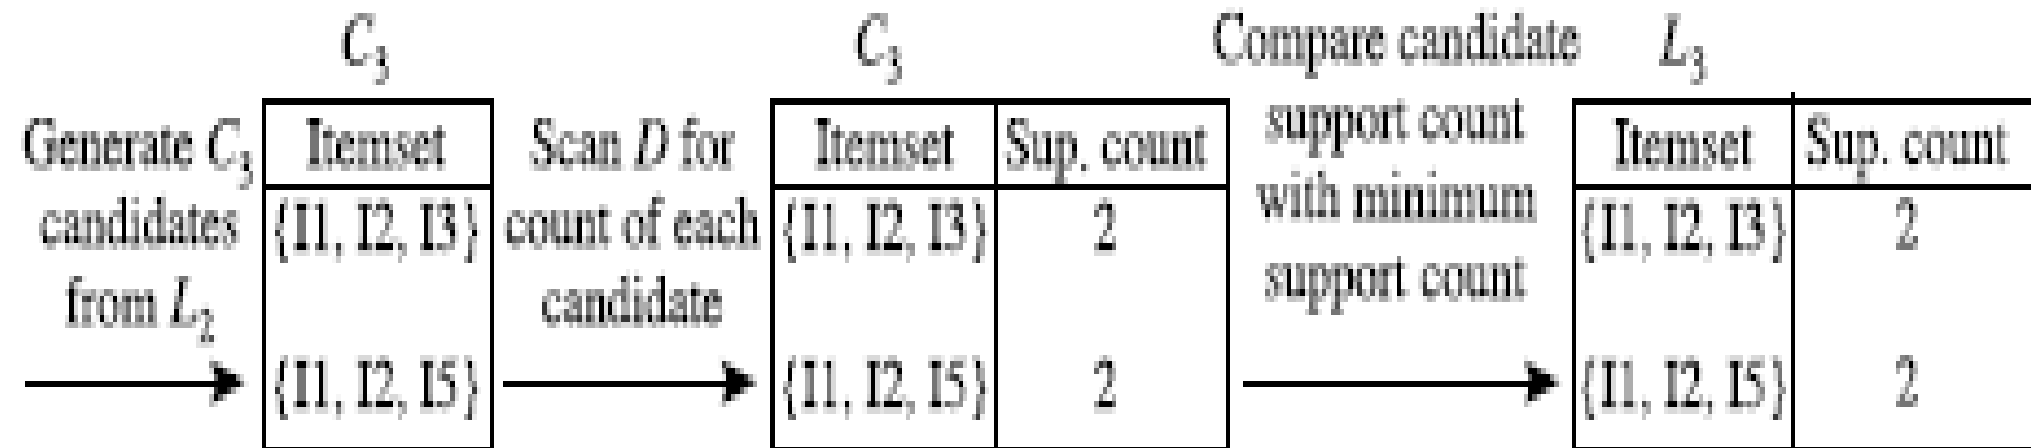 Generate C3
candidates
from L2
C3
Itemset
{I1, I2, I3}
{I1, I2, I5}
Scan D for
count of each
candidate
C3
Itemset Sup. count
{I1, I2, I3} 2
{I1, I2, I5} 2
Compare candidate
support count
with minimum
support count
L3
Itemset Sup. count
{I1, I2, I3} 2
{I1, I2, I5} 2